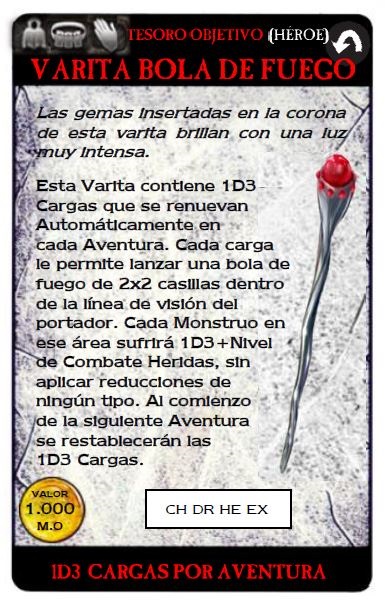 TESORO OBJETIVO (HÉROE)
VARITA BOLA DE FUEGO
Las gemas insertadas en la corona
de esta varita brillan con una luz
muy intensa.
Esta Varita contiene 1D3
Cargas que se renuevan
Automáticamente en
cada Aventura. Cada carga
le permite lanzar una bola de
fuego de 2x2 casillas dentro
de la línea de visión del
portador. Cada Monstruo en
ese área sufrirá 1D3+Nivel
de Combate Heridas, sin
aplicar reducciones de
ningún tipo. Al comienzo
de la siguiente Aventura
se restablecerán las
1D3 Cargas.
VALOR
1.000
M.O
CH DR HE EX
1D3 CARGAS POR AVENTURA